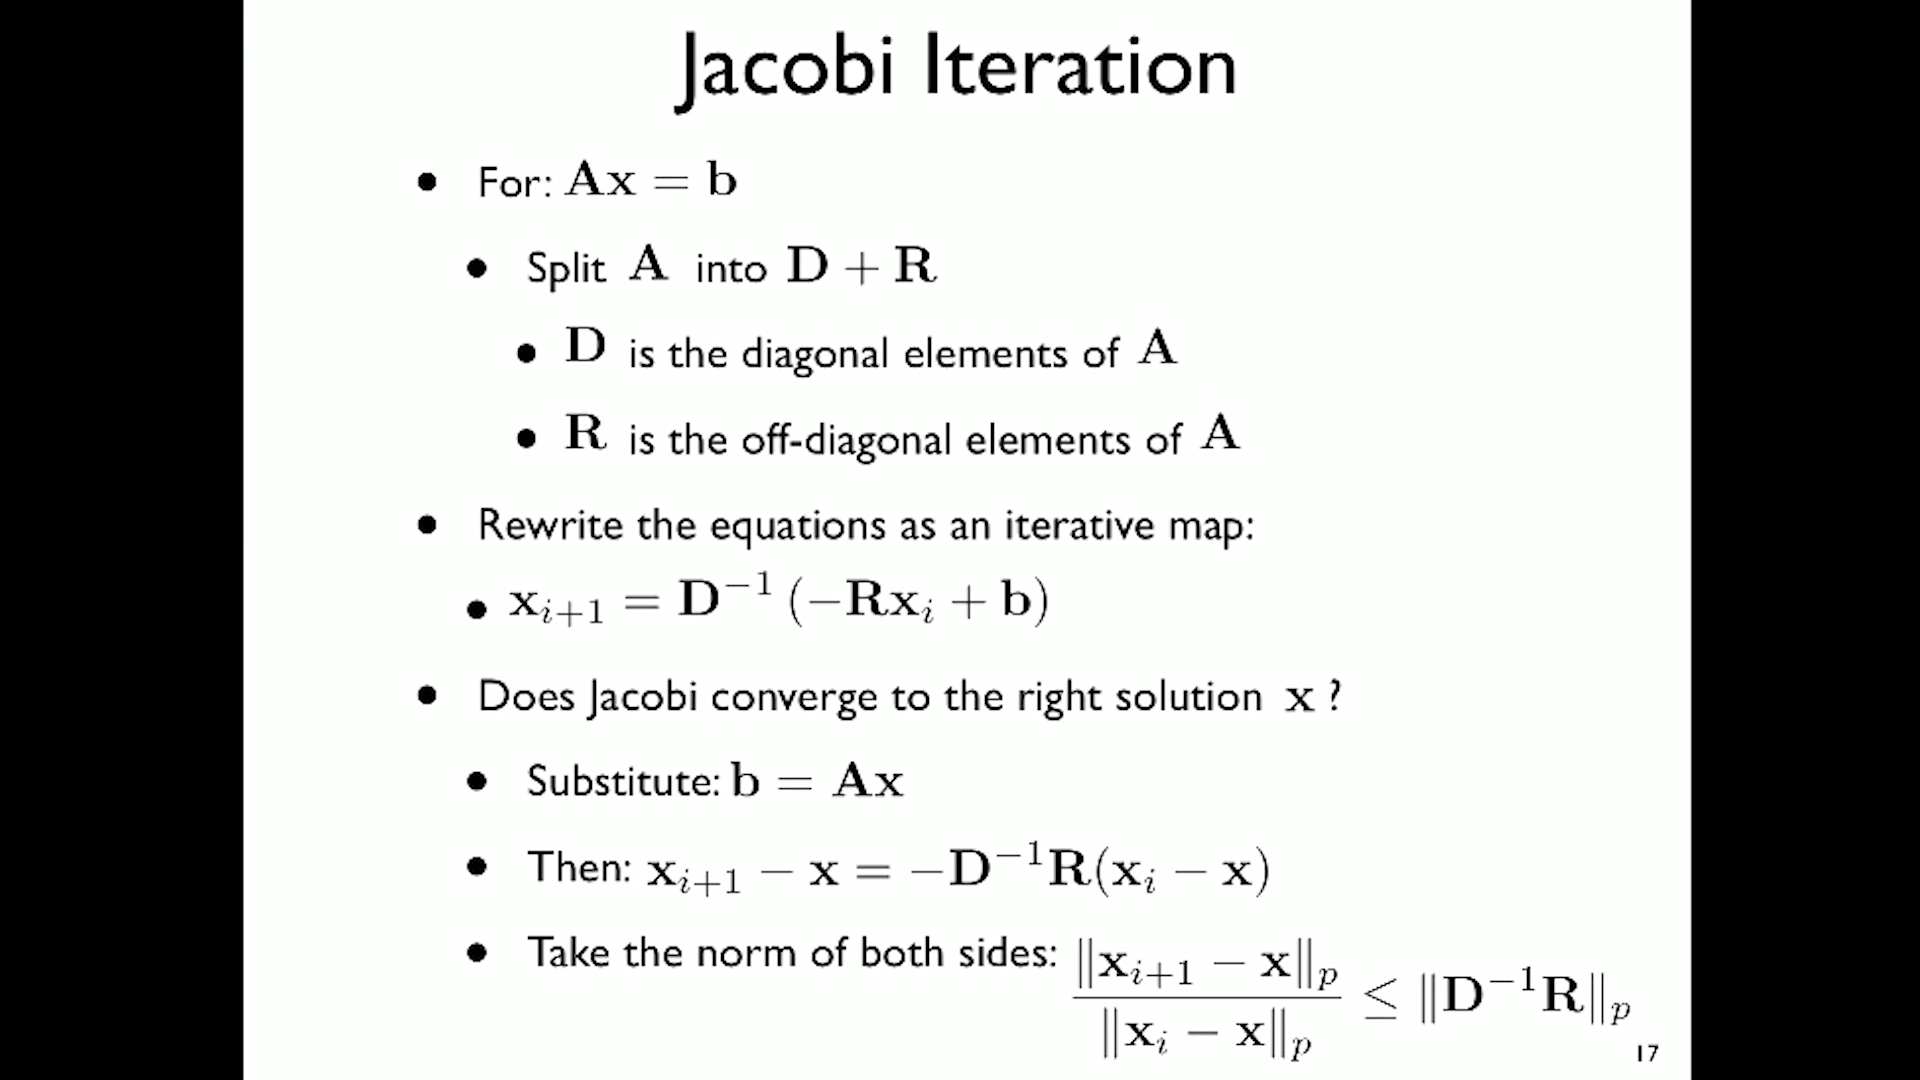 Jacobi Iteration
• For: Ax = b
• Split A into D + R
• D is the diagonal elements of A
• R is the off-diagonal elements of A
• Rewrite the equations as an iterative map:
• x_{i+1} = D^{-1} (−Rx_i + b)
• Does Jacobi converge to the right solution x ?
• Substitute: b = Ax
• Then: x_{i+1} − x = −D^{-1}R(x_i − x)
• Take the norm of both sides: ‖x_{i+1} − x‖_p / ‖x_i − x‖_p ≤ ‖D^{-1}R‖_p
17